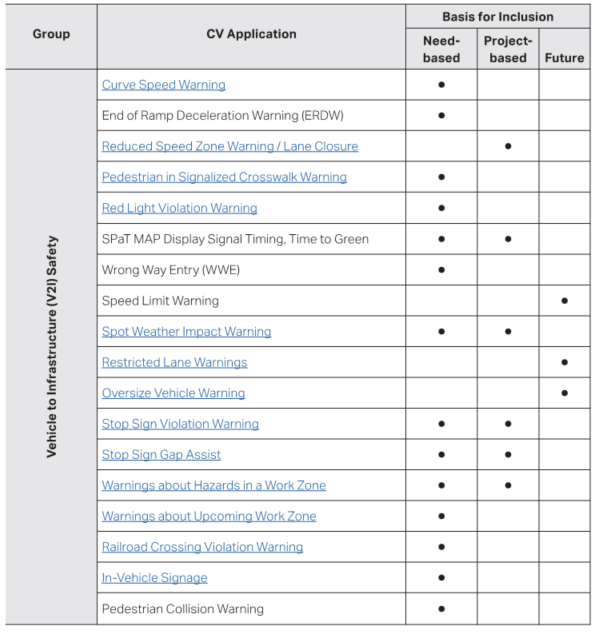 Group
CV Application
Basis for Inclusion
Need-
based
Project-
based
Future
Vehicle to Infrastructure (V2I) Safety
Curve Speed Warning ●
End of Ramp Deceleration Warning (ERDW) ●
Reduced Speed Zone Warning / Lane Closure ●
Pedestrian in Signalized Crosswalk Warning ●
Red Light Violation Warning ●
SPaT MAP Display Signal Timing, Time to Green ● ●
Wrong Way Entry (WWE) ●
Speed Limit Warning ●
Spot Weather Impact Warning ● ●
Restricted Lane Warnings ●
Oversize Vehicle Warning ●
Stop Sign Violation Warning ● ●
Stop Sign Gap Assist ● ●
Warnings about Hazards in a Work Zone ● ●
Warnings about Upcoming Work Zone ●
Railroad Crossing Violation Warning ●
In-Vehicle Signage ●
Pedestrian Collision Warning ●